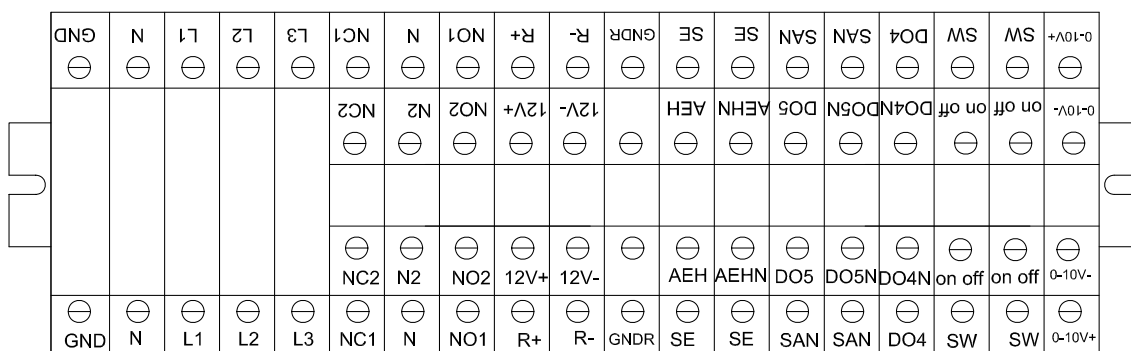 GND N L1 L2 L3 NC1 N NO1 R+ R- GNDR SE SE SAN SAN DO4 SW SW 0-10V+
NC2 N2 NO2 12V+ 12V- AEH AEHN DO5 DO5N DO4N on off on off 0-10V-
NC2 N2 NO2 12V+ 12V- AEH AEHN DO5 DO5N DO4N on off on off 0-10V-
GND N L1 L2 L3 NC1 N NO1 R+ R- GNDR SE SE SAN SAN DO4 SW SW 0-10V+